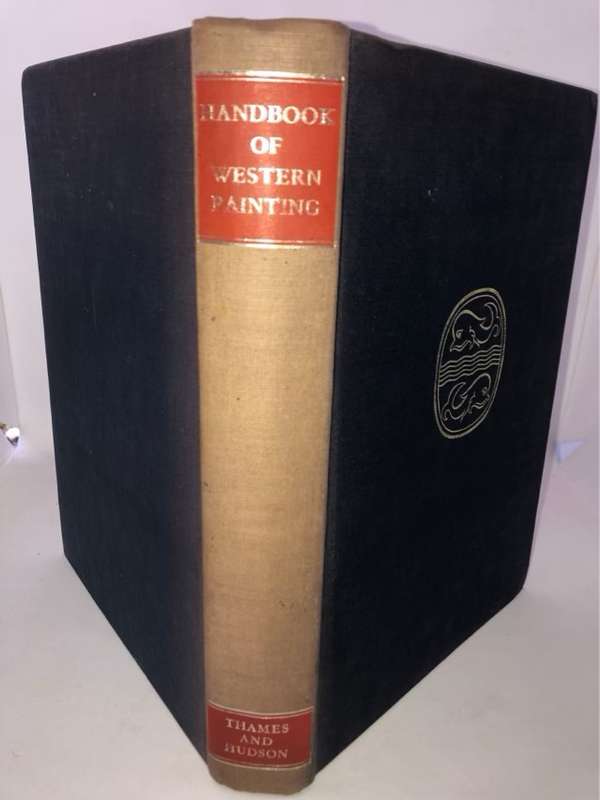 HANDBOOK
OF
WESTERN
PAINTING
THAMES
AND
HUDSON